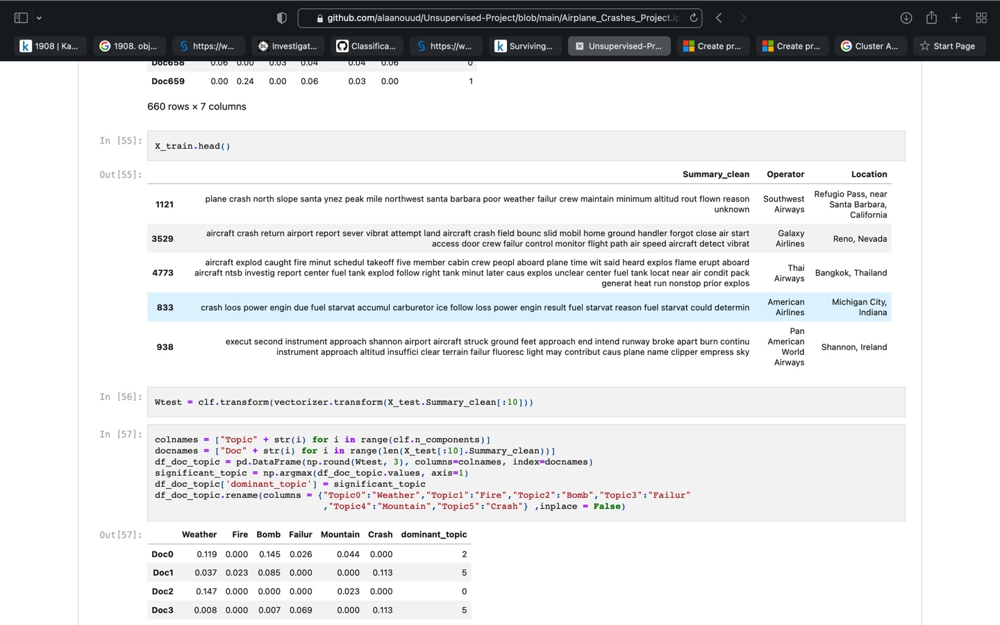 github.com/alaanouud/Unsupervised-Project/blob/main/Airplane_Crashes_Project.ip
1908 | Ka...
1908. obj...
https://w...
Investigat...
Classifica...
https://w...
Surviving...
Unsupervised-Pr...
Create pr...
Create pr...
Cluster A...
Start Page
Doc658 0.06 0.00 0.03 0.04 0.04 0.06 0
Doc659 0.00 0.24 0.00 0.06 0.03 0.00 1
660 rows × 7 columns
In [55]:
X_train.head()
Out[55]:
Summary_clean Operator Location
1121
plane crash north slope santa ynez peak mile northwest santa barbara poor weather failur crew maintain minimum altitud rout flown reason
unknown
Southwest
Airways
Refugio Pass, near
Santa Barbara,
California
3529
aircraft crash return airport report sever vibrat attempt land aircraft crash field bounc slid mobil home ground handler forgot close air start
access door crew failur control monitor flight path air speed aircraft detect vibrat
Galaxy
Airlines
Reno, Nevada
4773
aircraft explod caught fire minut schedul takeoff five member cabin crew peopl aboard plane time wit said heard explos flame erupt aboard
aircraft ntsb investig report center fuel tank explod follow right tank minut later caus explos unclear center fuel tank locat near air condit pack
generat heat run nonstop prior explos
Thai
Airways
Bangkok, Thailand
833
crash loos power engin due fuel starvat accumul carburetor ice follow loss power engin result fuel starvat reason fuel starvat could determin
American
Airlines
Michigan City,
Indiana
938
execut second instrument approach shannon airport aircraft struck ground feet approach end intend runway broke apart burn continu
instrument approach altitud insuffici clear terrain failur fluoresc light may contribut caus plane name clipper empress sky
Pan
American
World
Airways
Shannon, Ireland
In [56]:
Wtest = clf.transform(vectorizer.transform(X_test.Summary_clean[:10]))
In [57]:
colnames = ["Topic" + str(i) for i in range(clf.n_components)]
docnames = ["Doc" + str(i) for i in range(len(X_test[:10].Summary_clean))]
df_doc_topic = pd.DataFrame(np.round(Wtest, 3), columns=colnames, index=docnames)
significant_topic = np.argmax(df_doc_topic.values, axis=1)
df_doc_topic['dominant_topic'] = significant_topic
df_doc_topic.rename(columns = {"Topic0":"Weather","Topic1":"Fire","Topic2":"Bomb","Topic3":"Failur"
,"Topic4":"Mountain","Topic5":"Crash"} ,inplace = False)
Out[57]:
Weather Fire Bomb Failur Mountain Crash dominant_topic
Doc0 0.119 0.000 0.145 0.026 0.044 0.000 2
Doc1 0.037 0.023 0.085 0.000 0.000 0.113 5
Doc2 0.147 0.000 0.000 0.000 0.023 0.000 0
Doc3 0.008 0.000 0.007 0.069 0.000 0.113 5